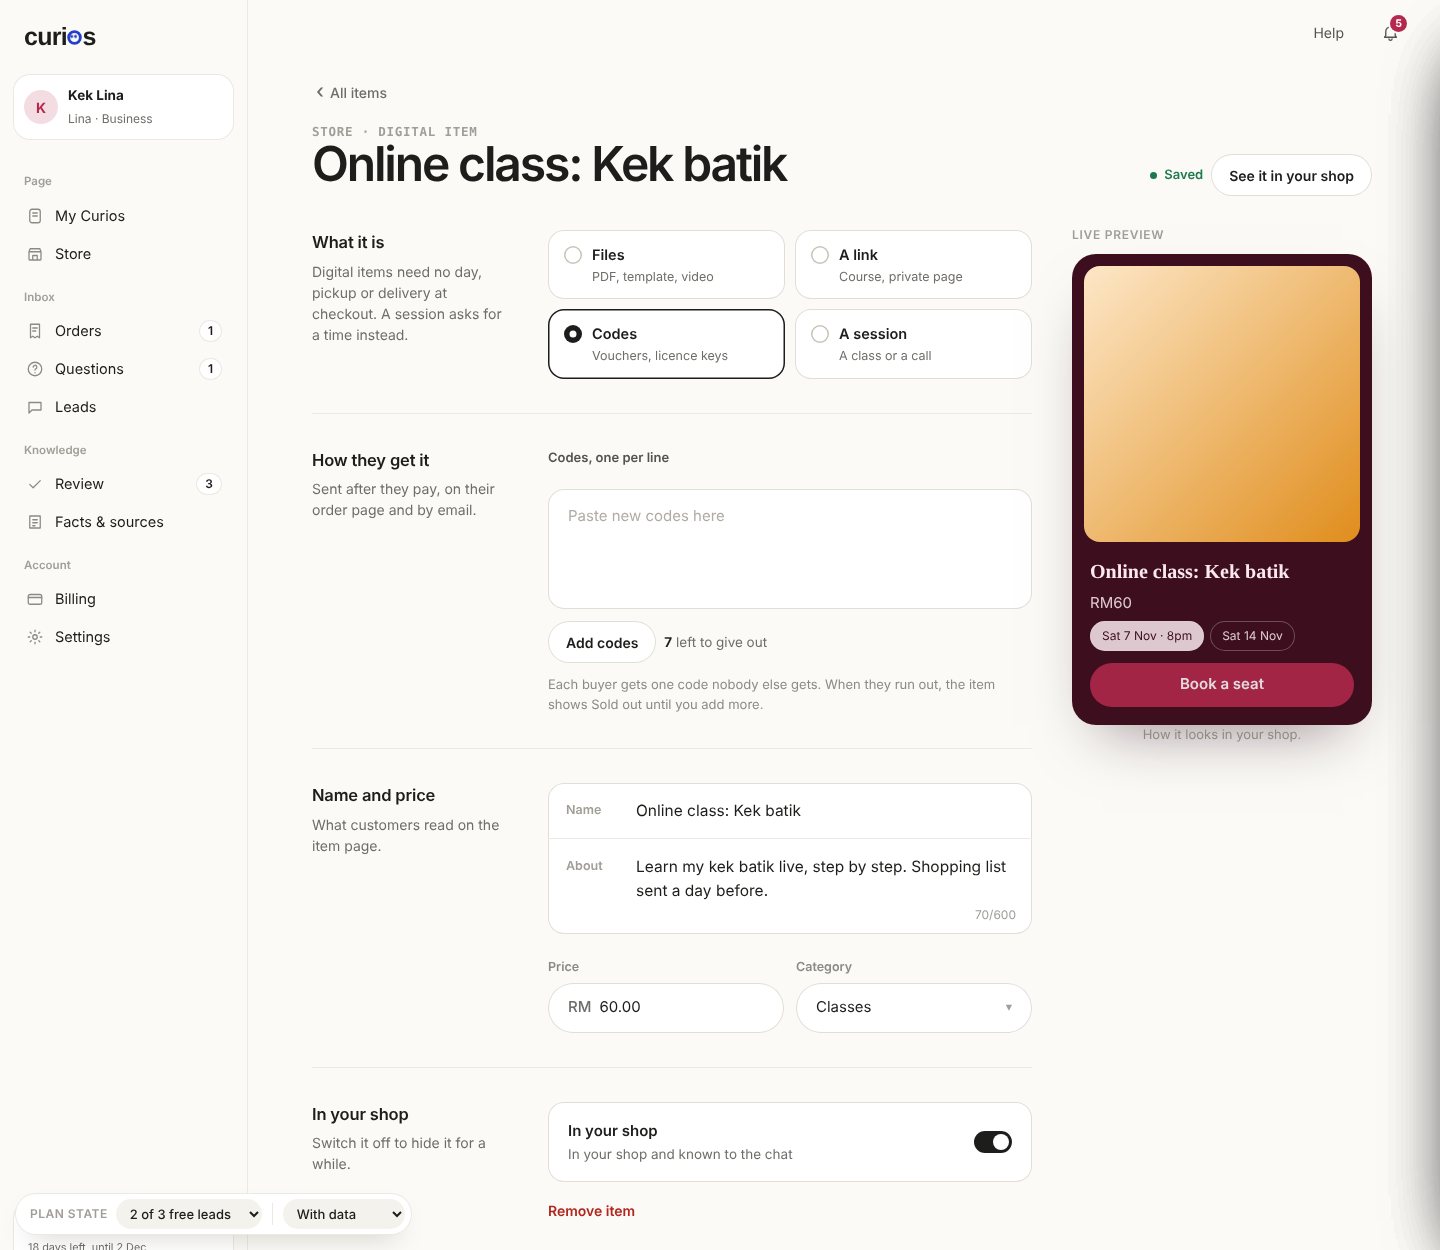 curios
Help
5
K
Kek Lina
Lina · Business
Page
My Curios
Store
Inbox
Orders
1
Questions
1
Leads
Knowledge
Review
3
Facts & sources
Account
Billing
Settings
All items
STORE · DIGITAL ITEM
Online class: Kek batik
Saved
See it in your shop
What it is
Digital items need no day,
pickup or delivery at
checkout. A session asks for
a time instead.
Files
PDF, template, video
A link
Course, private page
Codes
Vouchers, licence keys
A session
A class or a call
How they get it
Sent after they pay, on their
order page and by email.
Codes, one per line
Paste new codes here
Add codes
7 left to give out
Each buyer gets one code nobody else gets. When they run out, the item
shows Sold out until you add more.
Name and price
What customers read on the
item page.
Name
Online class: Kek batik
About
Learn my kek batik live, step by step. Shopping list
sent a day before.
70/600
Price
RM 60.00
Category
Classes
In your shop
Switch it off to hide it for a
while.
In your shop
In your shop and known to the chat
Remove item
LIVE PREVIEW
Online class: Kek batik
RM60
Sat 7 Nov · 8pm
Sat 14 Nov
Book a seat
How it looks in your shop.
PLAN STATE
2 of 3 free leads
With data
18 days left, until 2 Dec